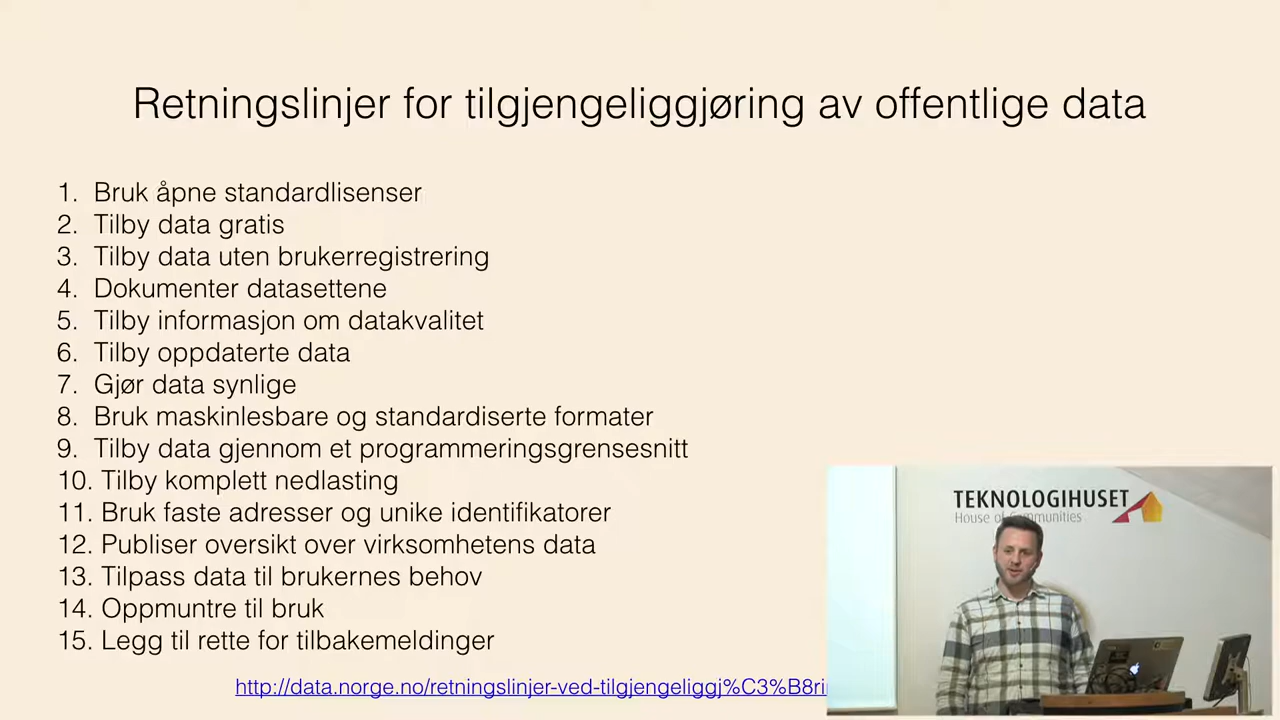 Retningslinjer for tilgjengeliggjøring av offentlige data
1. Bruk åpne standardlisenser
2. Tilby data gratis
3. Tilby data uten brukerregistrering
4. Dokumenter datasettene
5. Tilby informasjon om datakvalitet
6. Tilby oppdaterte data
7. Gjør data synlige
8. Bruk maskinlesbare og standardiserte formater
9. Tilby data gjennom et programmeringsgrensesnitt
10. Tilby komplett nedlasting
11. Bruk faste adresser og unike identifikatorer
12. Publiser oversikt over virksomhetens data
13. Tilpass data til brukernes behov
14. Oppmuntre til bruk
15. Legg til rette for tilbakemeldinger
http://data.norge.no/retningslinjer-ved-tilgjengeliggj%C3%B8ri
TEKNOLOGIHUSET
House of